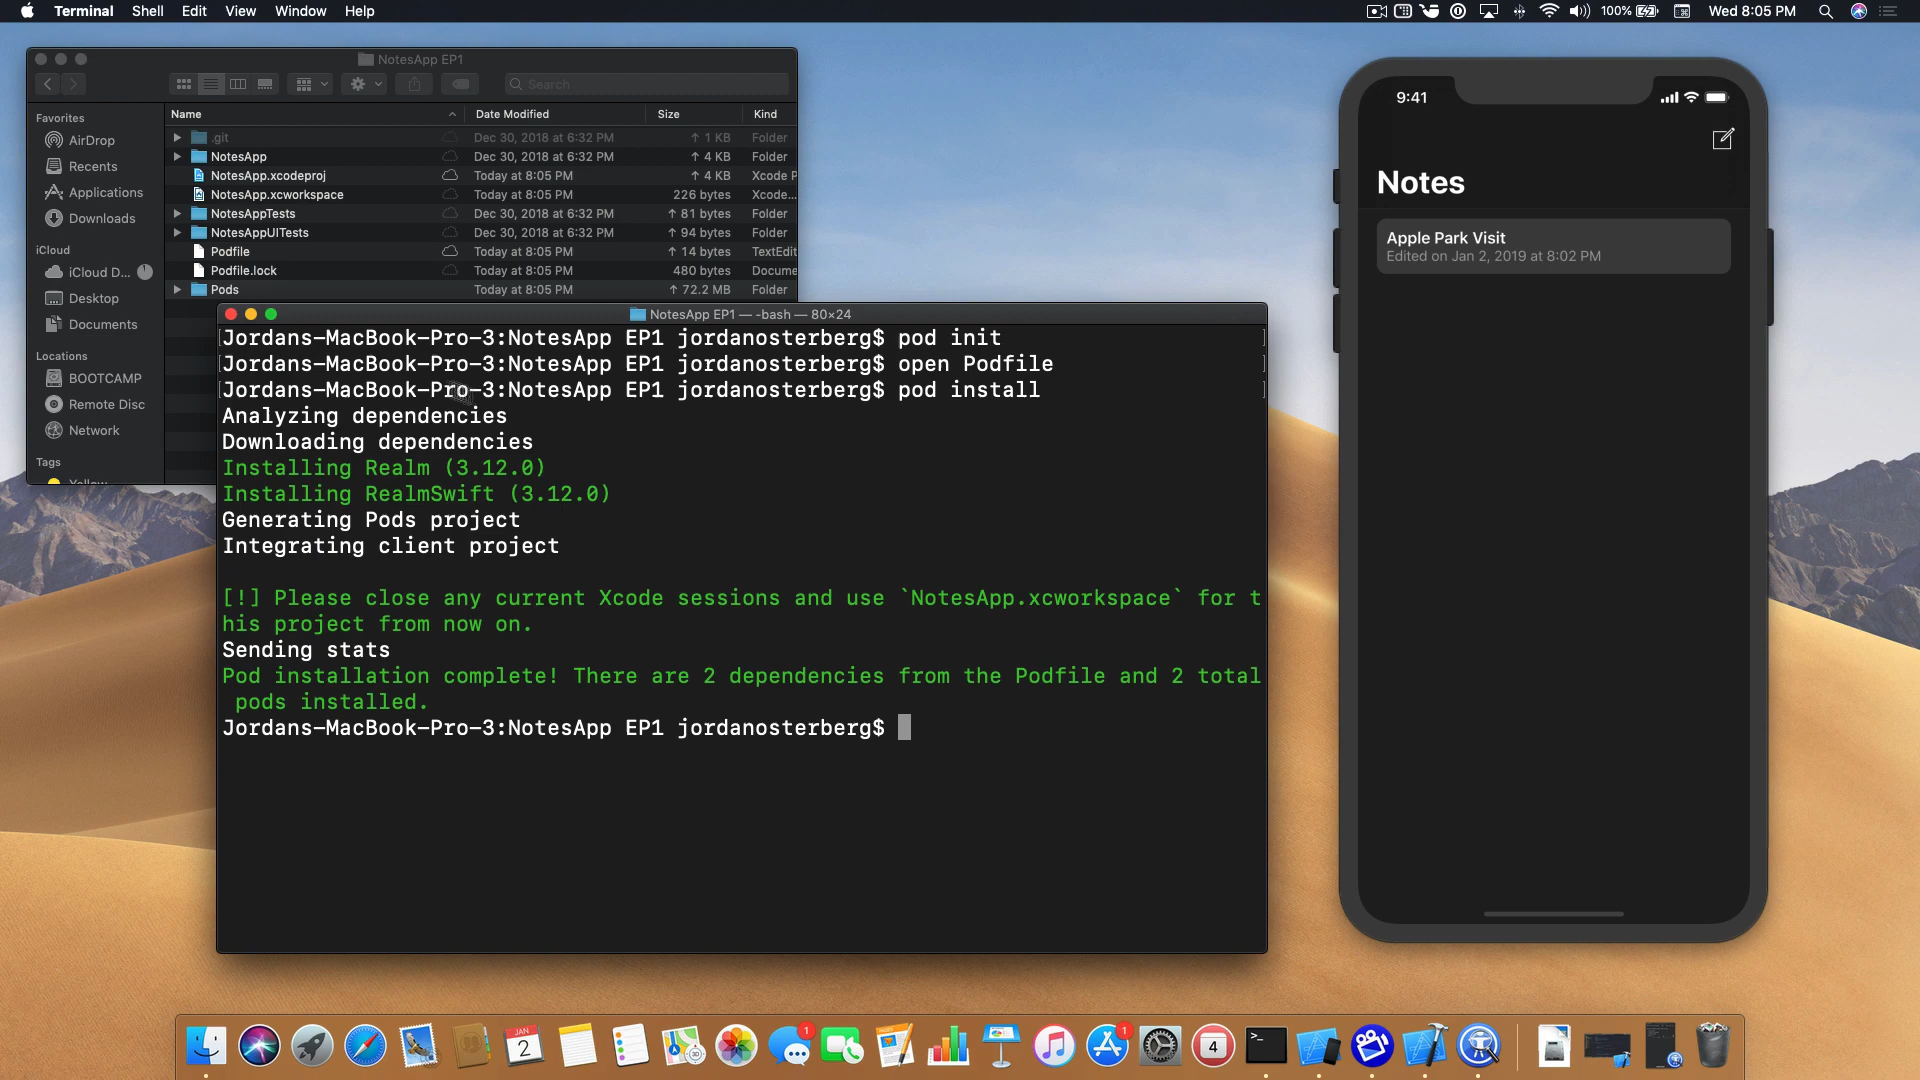 Terminal Shell Edit View Window Help
100% Wed 8:05 PM
NotesApp EP1
Search
Favorites
AirDrop
Recents
Applications
Downloads
iCloud
iCloud D...
Desktop
Documents
Locations
BOOTCAMP
Remote Disc
Network
Tags
Yellow
Name Date Modified Size Kind
.git Dec 30, 2018 at 6:32 PM ↑ 1 KB Folder
NotesApp Dec 30, 2018 at 6:32 PM ↑ 4 KB Folder
NotesApp.xcodeproj Today at 8:05 PM ↑ 4 KB Xcode P
NotesApp.xcworkspace Today at 8:05 PM 226 bytes Xcode...
NotesAppTests Dec 30, 2018 at 6:32 PM ↑ 81 bytes Folder
NotesAppUITests Dec 30, 2018 at 6:32 PM ↑ 94 bytes Folder
Podfile Today at 8:05 PM ↑ 14 bytes TextEdit
Podfile.lock Today at 8:05 PM 480 bytes Docume
Pods Today at 8:05 PM ↑ 72.2 MB Folder
NotesApp EP1 — -bash — 80×24
[Jordans-MacBook-Pro-3:NotesApp EP1 jordanosterberg$ pod init ]
[Jordans-MacBook-Pro-3:NotesApp EP1 jordanosterberg$ open Podfile ]
[Jordans-MacBook-Pro-3:NotesApp EP1 jordanosterberg$ pod install ]
Analyzing dependencies
Downloading dependencies
Installing Realm (3.12.0)
Installing RealmSwift (3.12.0)
Generating Pods project
Integrating client project
[!] Please close any current Xcode sessions and use `NotesApp.xcworkspace` for t
his project from now on.
Sending stats
Pod installation complete! There are 2 dependencies from the Podfile and 2 total
 pods installed.
Jordans-MacBook-Pro-3:NotesApp EP1 jordanosterberg$
9:41
Notes
Apple Park Visit
Edited on Jan 2, 2019 at 8:02 PM
JAN
2
1
1
4